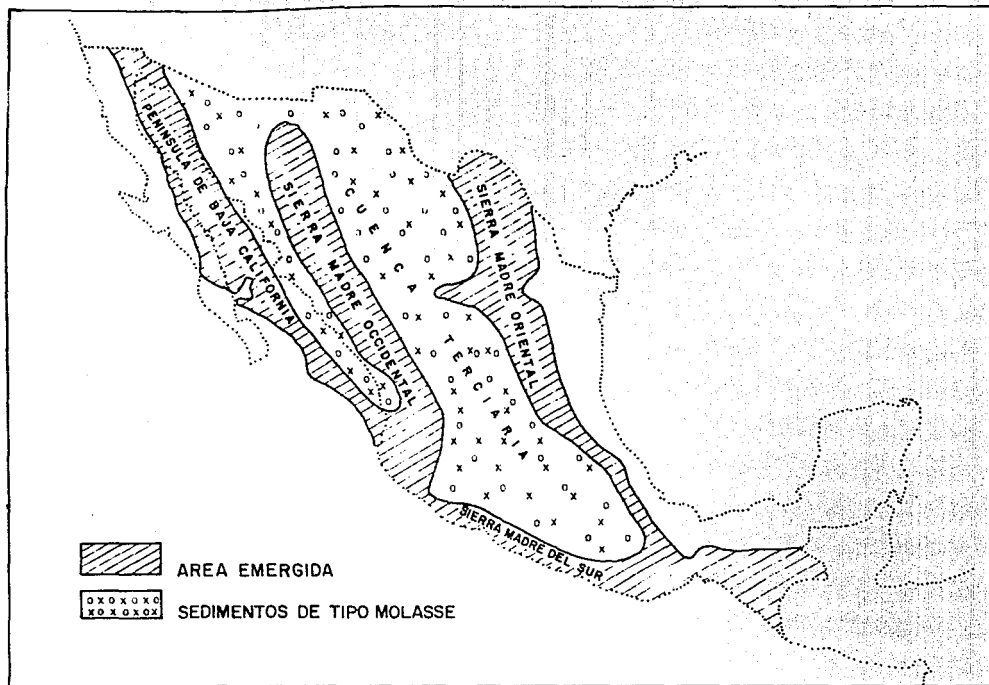 PENINSULA DE BAJA CALIFORNIA
SIERRA MADRE OCCIDENTAL
CUENCA TERCIARIA
SIERRA MADRE ORIENTAL
SIERRA MADRE DEL SUR
AREA EMERGIDA
SEDIMENTOS DE TIPO MOLASSE